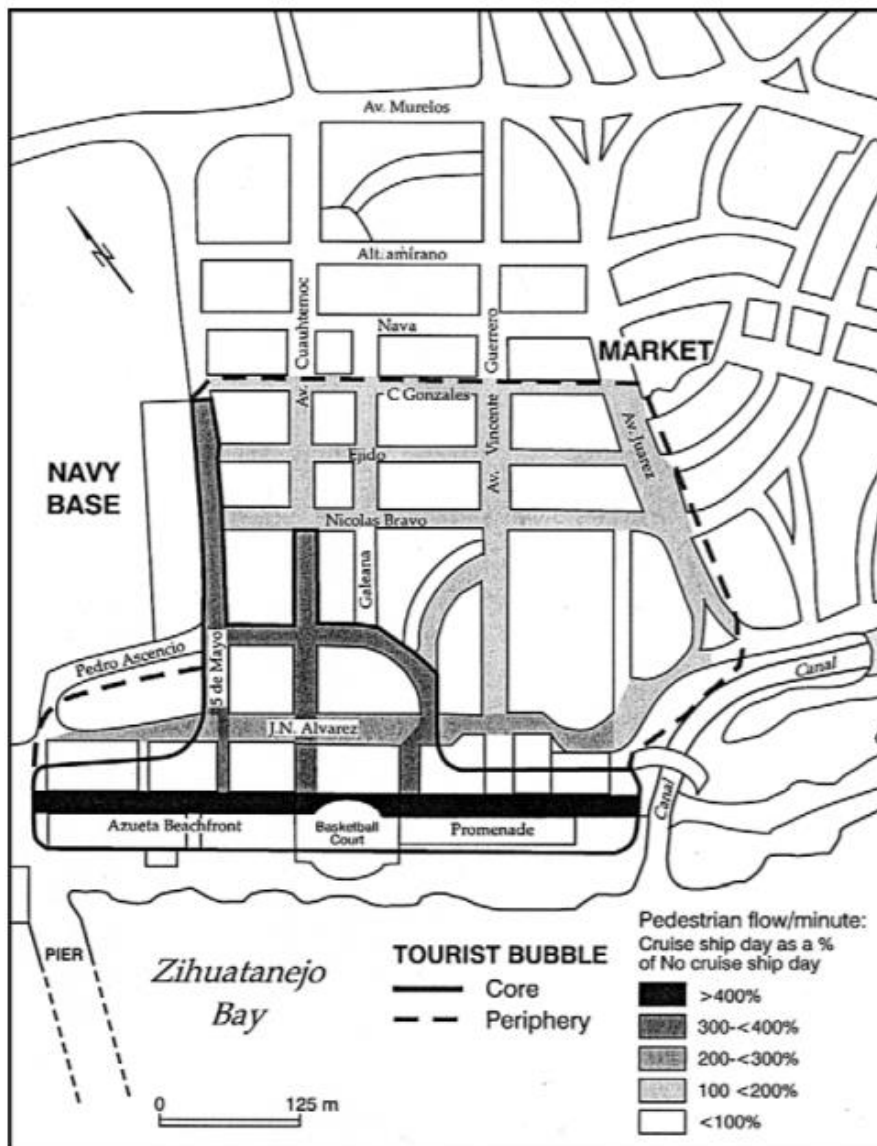 Av. Murelos
Alt. amirano
Av. Cuauhtemoc
Nava
Guerrero
MARKET
C Gonzales
Av. Vincente
Av. Juarez
Ejido
NAVY
BASE
Nicolas Bravo
Galeana
Pedro Ascencio
5 de Mayo
J.N. Alvarez
Canal
Canal
Azueta Beachfront
Basketball
Court
Promenade
N
PIER
Zihuatanejo
Bay
TOURIST BUBBLE
Core
Periphery
Pedestrian flow/minute:
Cruise ship day as a %
of No cruise ship day
>400%
300-<400%
200-<300%
100 <200%
<100%
0 125 m